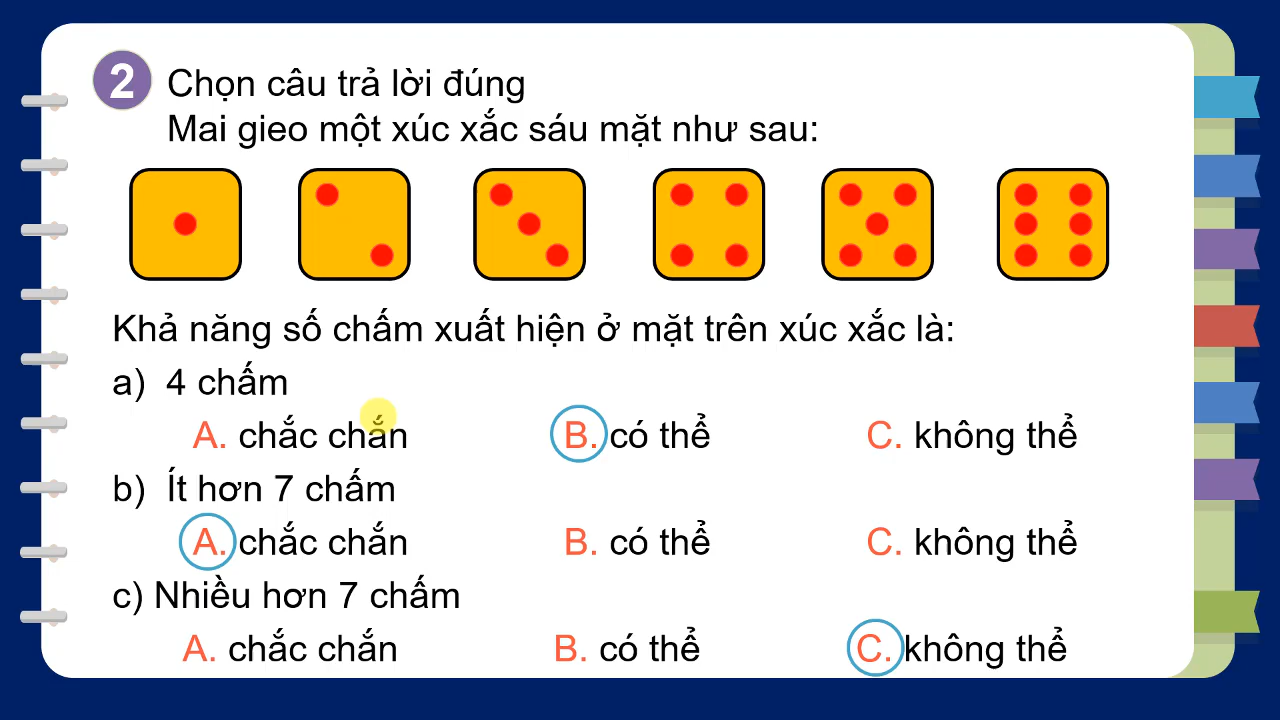 2 Chọn câu trả lời đúng
Mai gieo một xúc xắc sáu mặt như sau:
Khả năng số chấm xuất hiện ở mặt trên xúc xắc là:
a) 4 chấm
A. chắc chắn B. có thể C. không thể
b) Ít hơn 7 chấm
A. chắc chắn B. có thể C. không thể
c) Nhiều hơn 7 chấm
A. chắc chắn B. có thể C. không thể